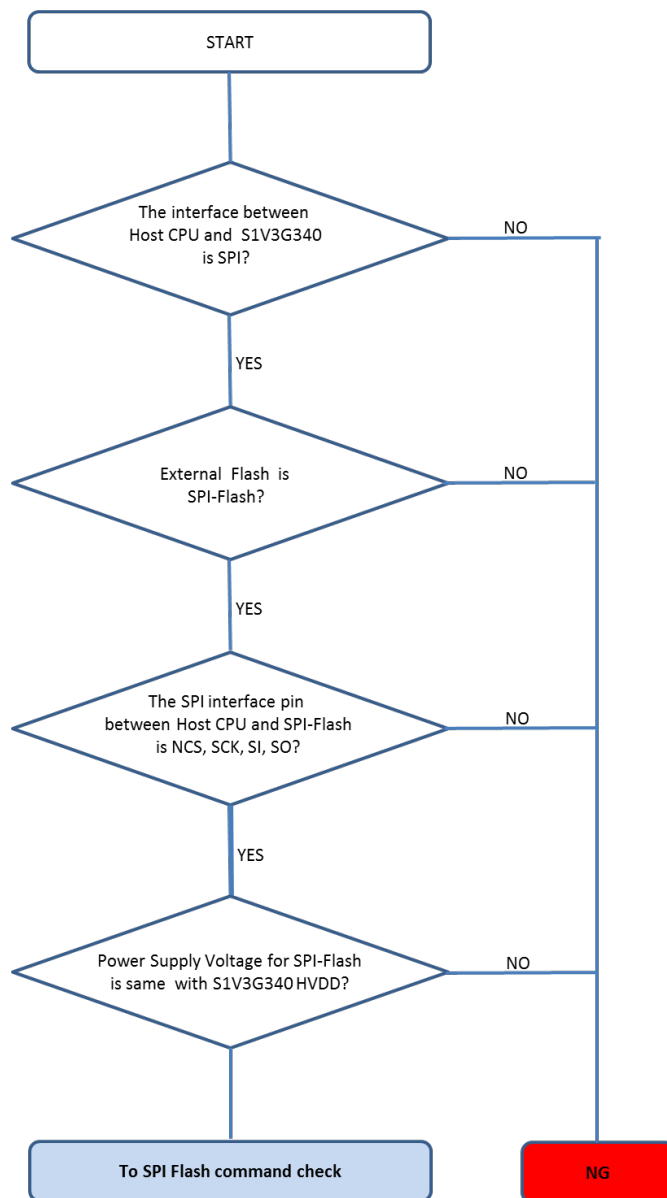 START
The interface between
Host CPU and S1V3G340
is SPI?
NO
YES
External Flash is
SPI-Flash?
NO
YES
The SPI interface pin
between Host CPU and SPI-Flash
is NCS, SCK, SI, SO?
NO
YES
Power Supply Voltage for SPI-Flash
is same with S1V3G340 HVDD?
NO
To SPI Flash command check
NG